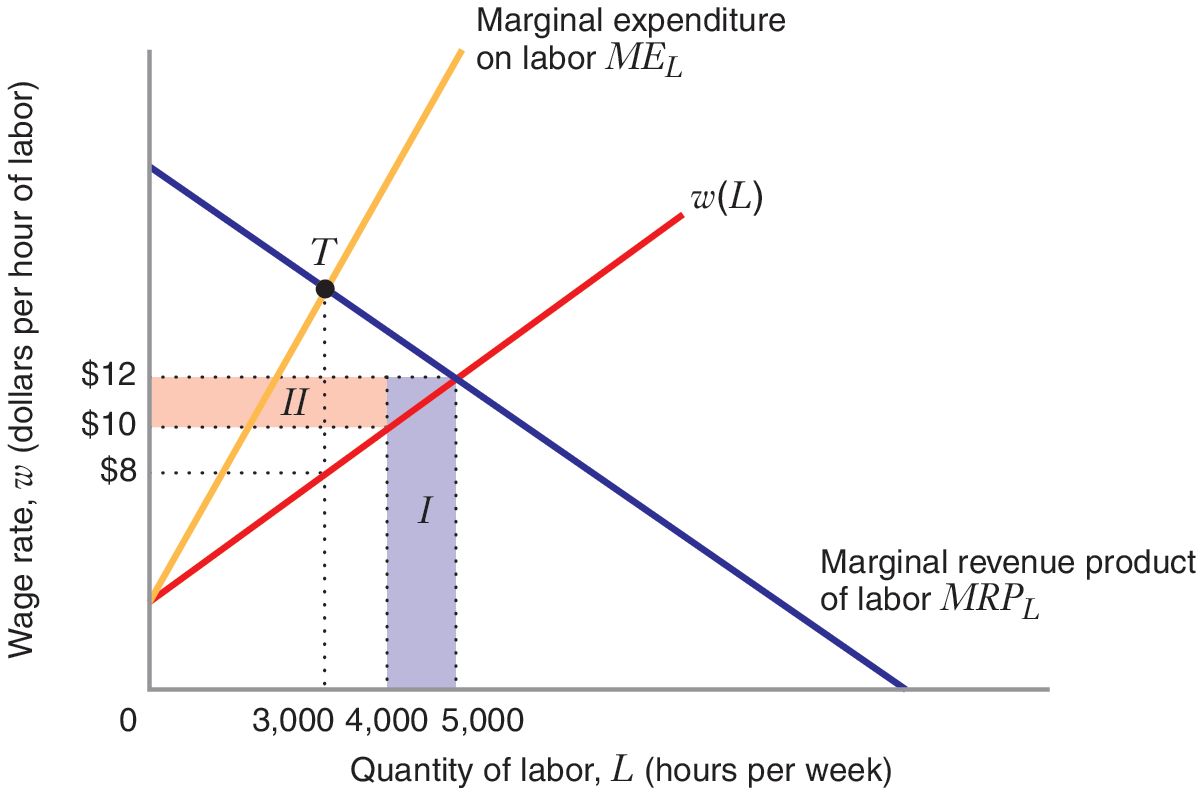 Marginal expenditure
on labor ME_L
w(L)
T
Wage rate, w (dollars per hour of labor)
$12
II
$10
$8
I
Marginal revenue product
of labor MRP_L
0
3,000 4,000 5,000
Quantity of labor, L (hours per week)